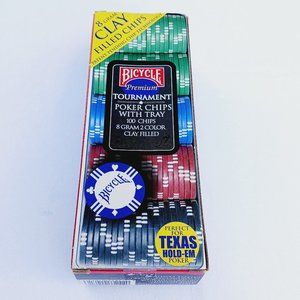 8 GRAM
CLAY
FILLED CHIPS
BICYCLE
Premium
TOURNAMENT
POKER CHIPS
WITH TRAY
100 CHIPS
8 GRAM 2 COLOR
CLAY FILLED
BICYCLE
PERFECT
FOR
TEXAS
HOLD-EM
POKER